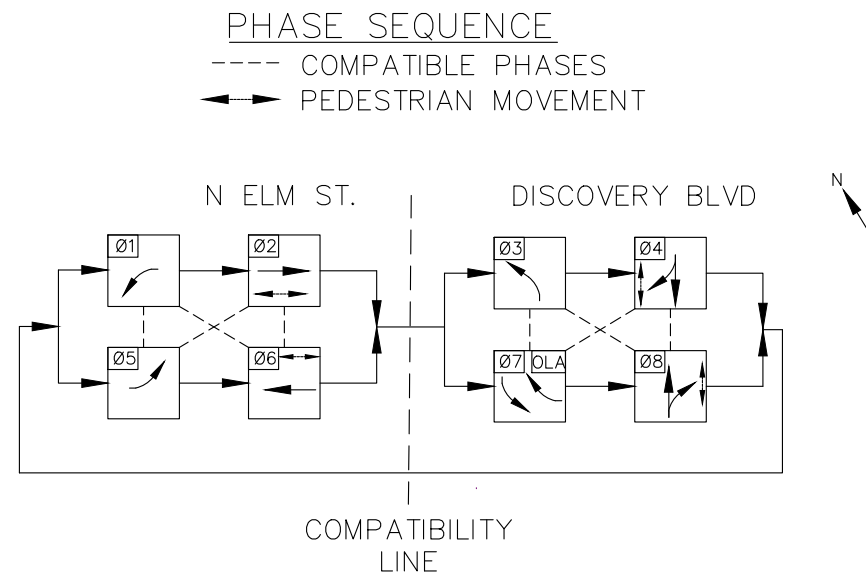 PHASE SEQUENCE
COMPATIBLE PHASES
PEDESTRIAN MOVEMENT
N ELM ST.
DISCOVERY BLVD
N
Ø1
Ø2
Ø3
Ø4
Ø5
Ø6
Ø7
OLA
Ø8
COMPATIBILITY
LINE